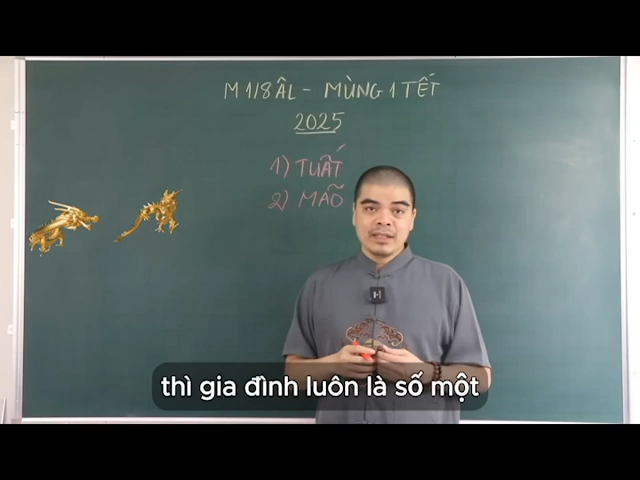 M 1/8 ÂL - MÙNG 1 TẾT
2025
1) TUẤT
2) MÃO
thì gia đình luôn là số một